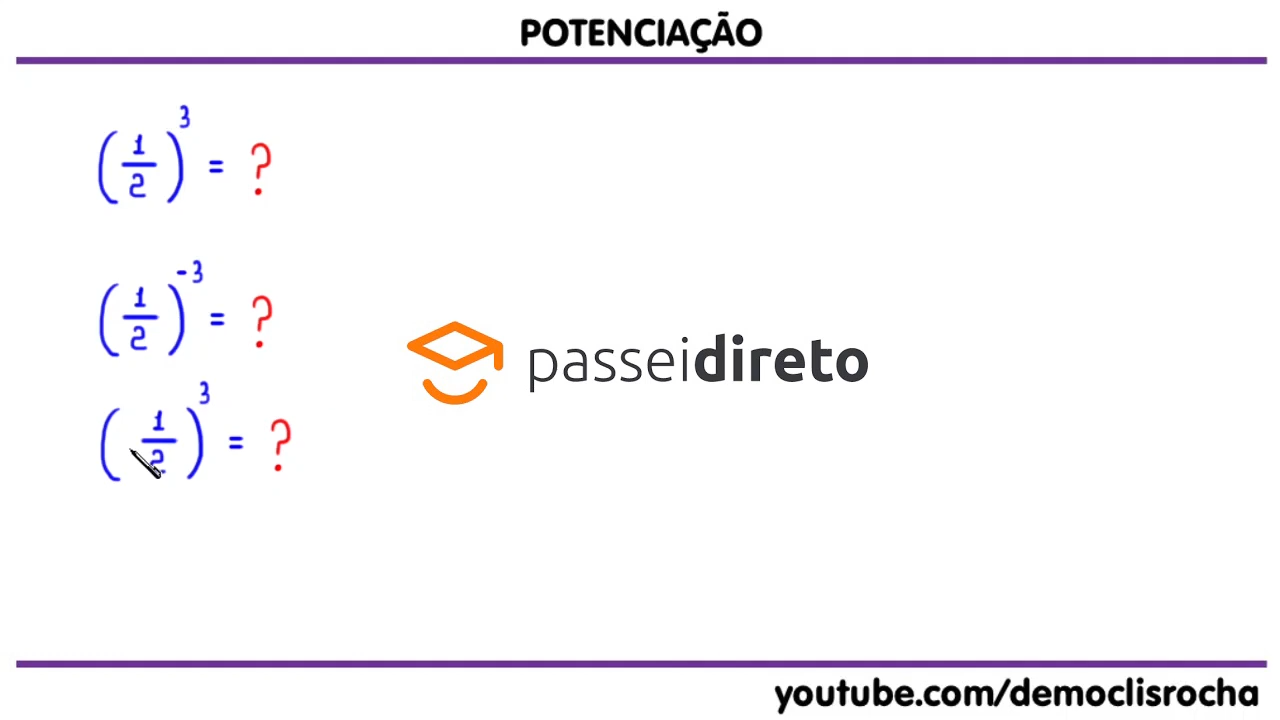 POTENCIAÇÃO
(1/2)^3 = ?
(1/2)^-3 = ?
passeidireto
( 1/2)^3 = ?
youtube.com/democlisrocha